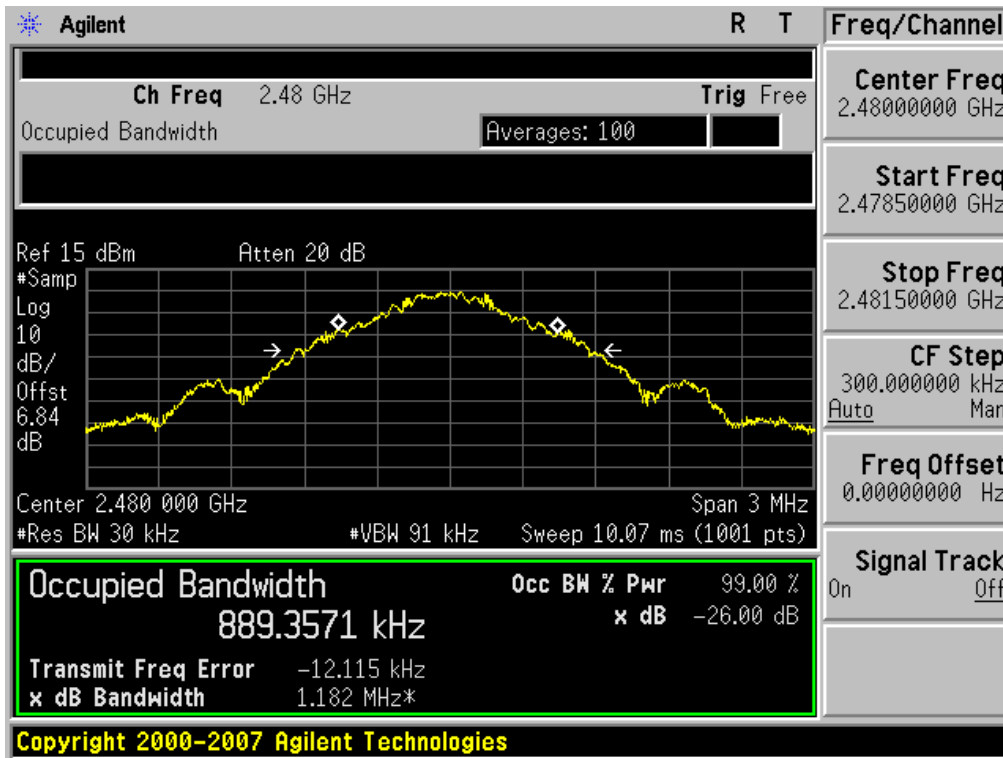 Agilent
R T
Ch Freq 2.48 GHz
Trig Free
Occupied Bandwidth
Averages: 100
Ref 15 dBm
Atten 20 dB
#Samp
Log
10
dB/
Offst
6.84
dB
Center 2.480 000 GHz
Span 3 MHz
#Res BW 30 kHz
#VBW 91 kHz
Sweep 10.07 ms (1001 pts)
Occupied Bandwidth
889.3571 kHz
Occ BW % Pwr 99.00 %
x dB -26.00 dB
Transmit Freq Error -12.115 kHz
x dB Bandwidth 1.182 MHz*
Copyright 2000-2007 Agilent Technologies
Freq/Channel
Center Freq
2.48000000 GHz
Start Freq
2.47850000 GHz
Stop Freq
2.48150000 GHz
CF Step
300.000000 kHz
Auto Man
Freq Offset
0.00000000 Hz
Signal Track
On Off